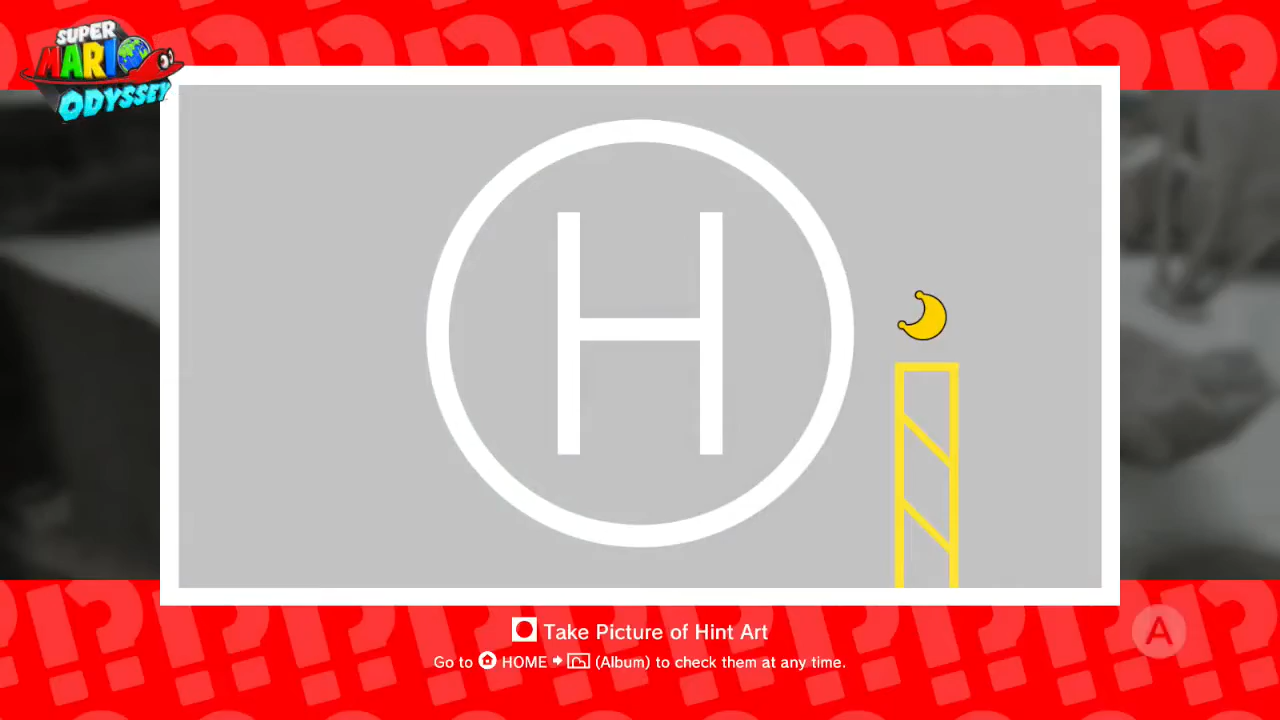 SUPER
MARIO
ODYSSEY
H
Take Picture of Hint Art
A
Go to HOME (Album) to check them at any time.